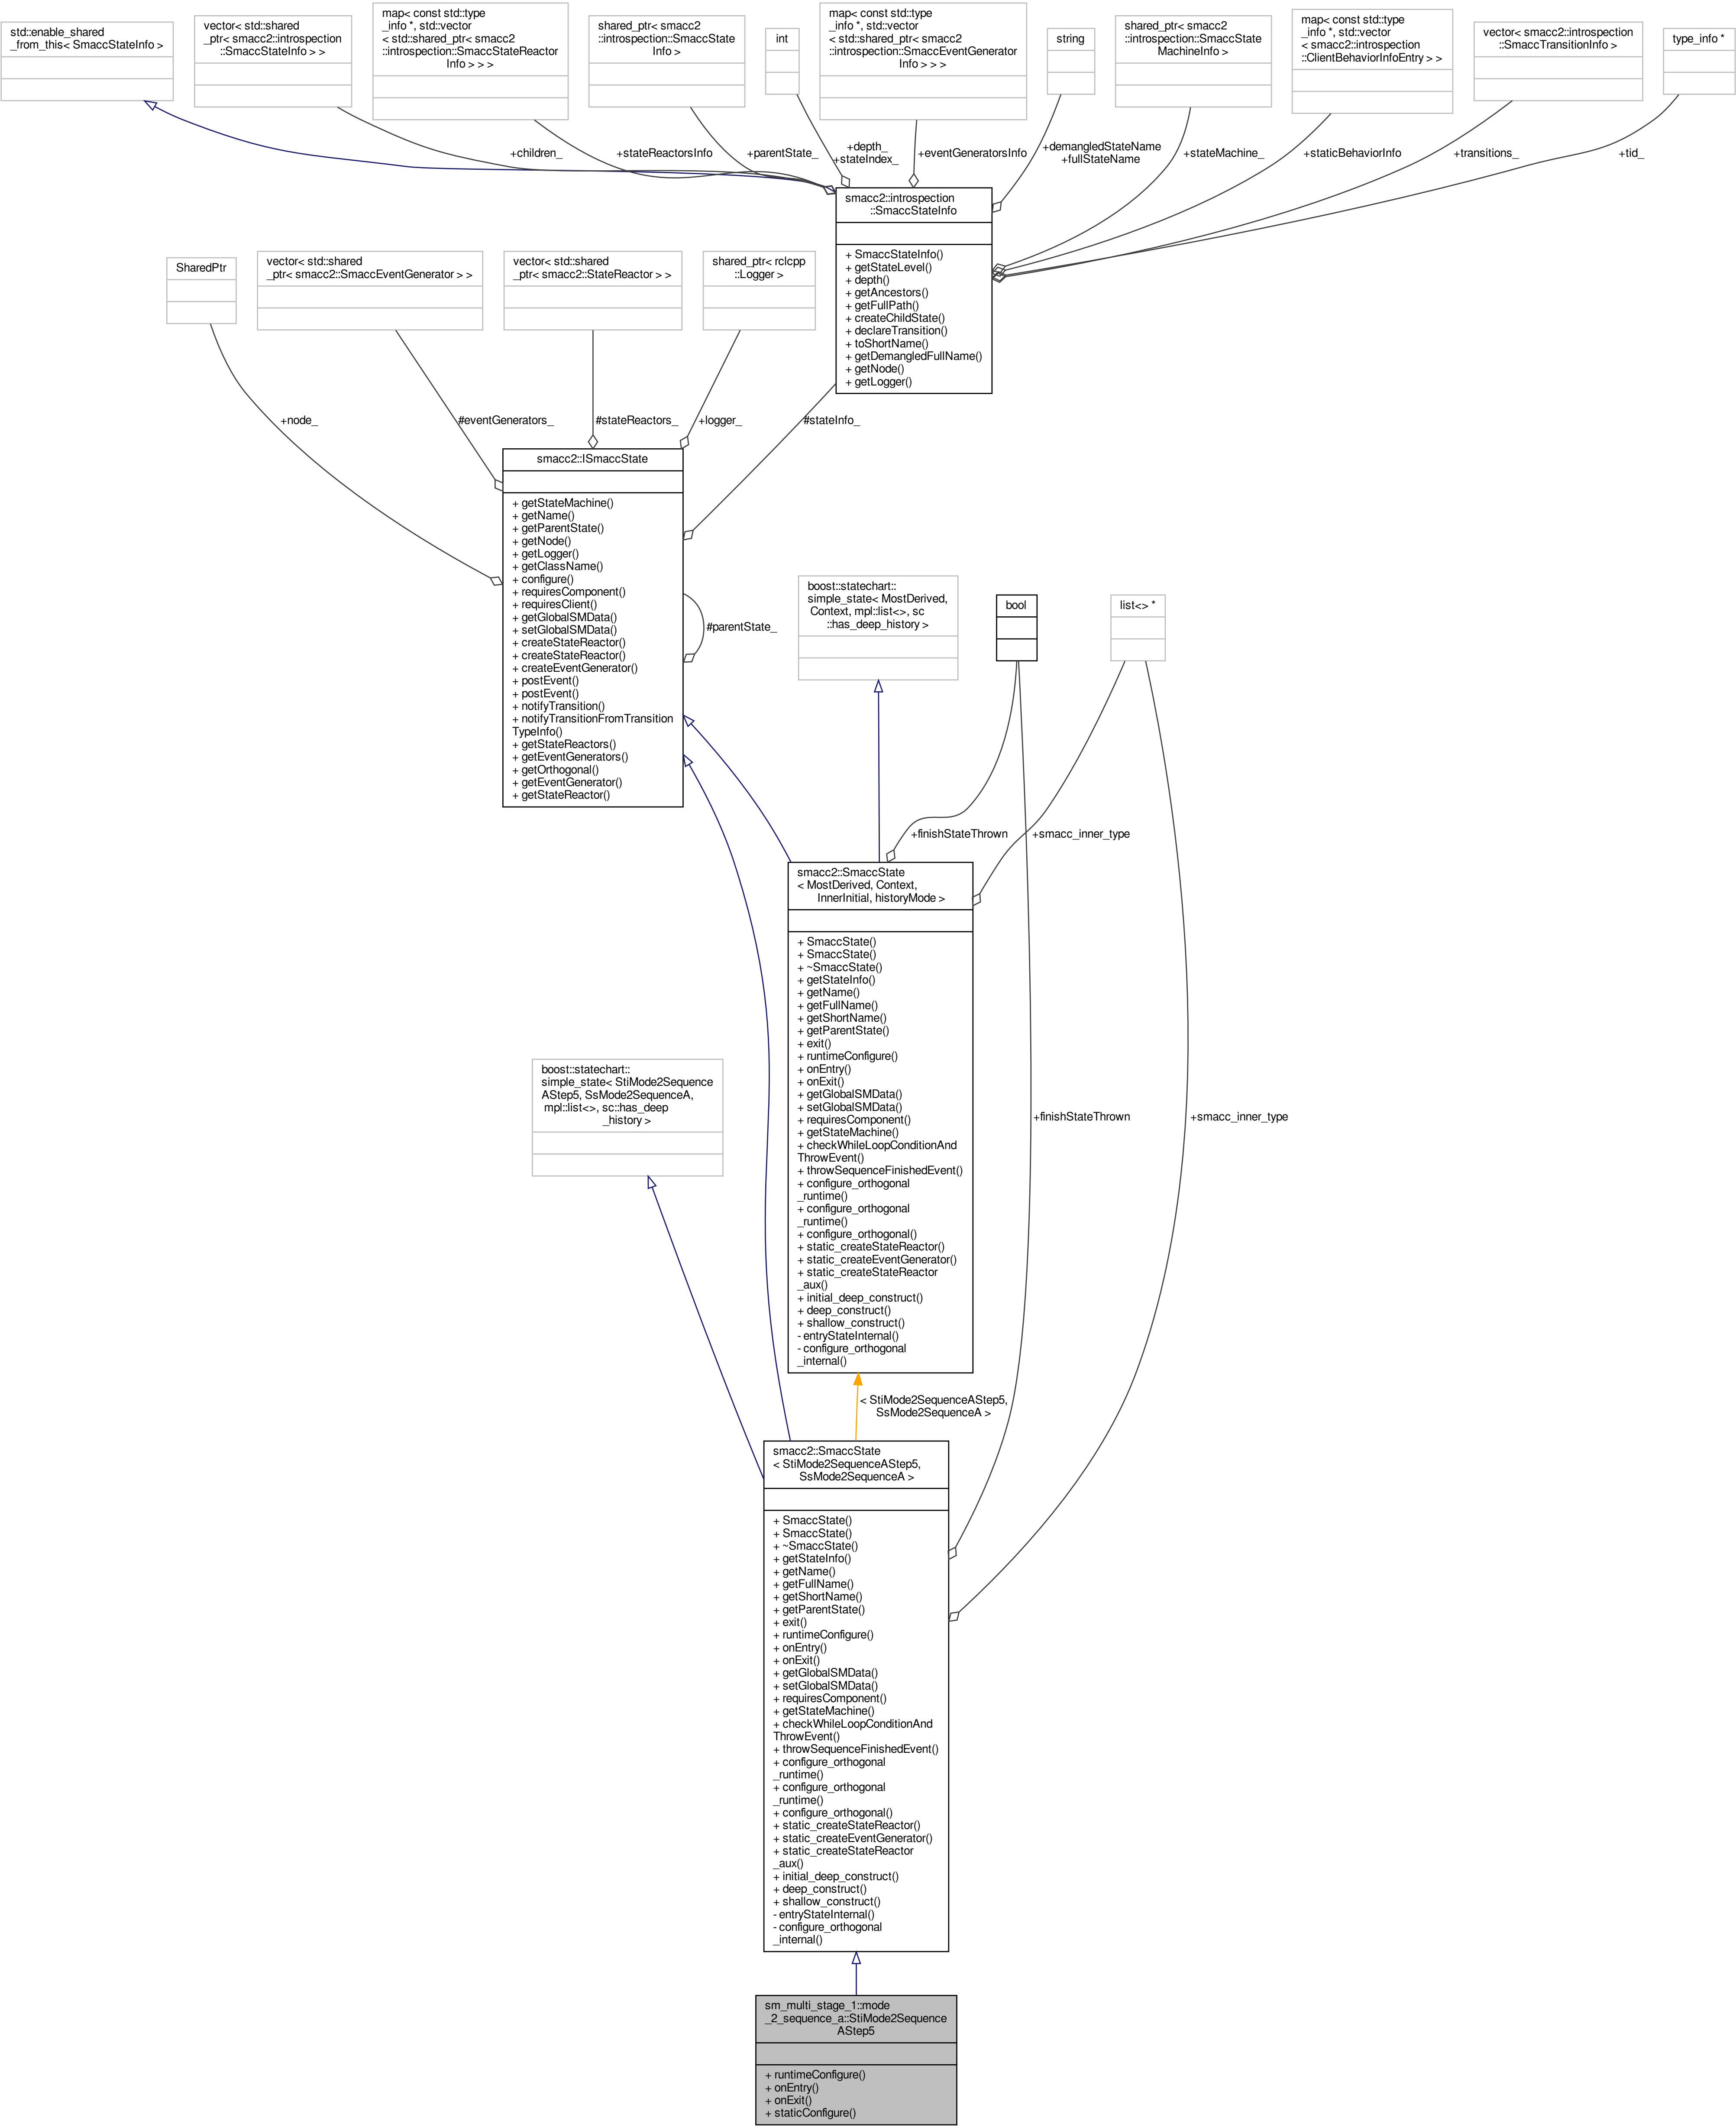 std::enable_shared
_from_this< SmaccStateInfo >
vector< std::shared
_ptr< smacc2::introspection
::SmaccStateInfo > >
map< const std::type
_info *, std::vector
< std::shared_ptr< smacc2
::introspection::SmaccStateReactor
Info > > >
shared_ptr< smacc2
::introspection::SmaccState
Info >
int
map< const std::type
_info *, std::vector
< std::shared_ptr< smacc2
::introspection::SmaccEventGenerator
Info > > >
string
shared_ptr< smacc2
::introspection::SmaccState
MachineInfo >
map< const std::type
_info *, std::vector
< smacc2::introspection
::ClientBehaviorInfoEntry > >
vector< smacc2::introspection
::SmaccTransitionInfo >
type_info *
+children_
+stateReactorsInfo
+parentState_
+depth_
+stateIndex_
+eventGeneratorsInfo
+demangledStateName
+fullStateName
+stateMachine_
+staticBehaviorInfo
+transitions_
+tid_
smacc2::introspection
::SmaccStateInfo
+ SmaccStateInfo()
+ getStateLevel()
+ depth()
+ getAncestors()
+ getFullPath()
+ createChildState()
+ declareTransition()
+ toShortName()
+ getDemangledFullName()
+ getNode()
+ getLogger()
SharedPtr
vector< std::shared
_ptr< smacc2::SmaccEventGenerator > >
vector< std::shared
_ptr< smacc2::StateReactor > >
shared_ptr< rclcpp
::Logger >
+node_
#eventGenerators_
#stateReactors_
+logger_
#stateInfo_
smacc2::ISmaccState
+ getStateMachine()
+ getName()
+ getParentState()
+ getNode()
+ getLogger()
+ getClassName()
+ configure()
+ requiresComponent()
+ requiresClient()
+ getGlobalSMData()
+ setGlobalSMData()
+ createStateReactor()
+ createStateReactor()
+ createEventGenerator()
+ postEvent()
+ postEvent()
+ notifyTransition()
+ notifyTransitionFromTransition
TypeInfo()
+ getStateReactors()
+ getEventGenerators()
+ getOrthogonal()
+ getEventGenerator()
+ getStateReactor()
#parentState_
boost::statechart::
simple_state< MostDerived,
Context, mpl::list<>, sc
::has_deep_history >
bool
list<> *
+finishStateThrown
+smacc_inner_type
smacc2::SmaccState
< MostDerived, Context,
InnerInitial, historyMode >
+ SmaccState()
+ SmaccState()
+ ~SmaccState()
+ getStateInfo()
+ getName()
+ getFullName()
+ getShortName()
+ getParentState()
+ exit()
+ runtimeConfigure()
+ onEntry()
+ onExit()
+ getGlobalSMData()
+ setGlobalSMData()
+ requiresComponent()
+ getStateMachine()
+ checkWhileLoopConditionAnd
ThrowEvent()
+ throwSequenceFinishedEvent()
+ configure_orthogonal
_runtime()
+ configure_orthogonal
_runtime()
+ configure_orthogonal()
+ static_createStateReactor()
+ static_createEventGenerator()
+ static_createStateReactor
_aux()
+ initial_deep_construct()
+ deep_construct()
+ shallow_construct()
- entryStateInternal()
- configure_orthogonal
_internal()
boost::statechart::
simple_state< StiMode2Sequence
AStep5, SsMode2SequenceA,
mpl::list<>, sc::has_deep
_history >
+finishStateThrown
+smacc_inner_type
< StiMode2SequenceAStep5,
SsMode2SequenceA >
smacc2::SmaccState
< StiMode2SequenceAStep5,
SsMode2SequenceA >
+ SmaccState()
+ SmaccState()
+ ~SmaccState()
+ getStateInfo()
+ getName()
+ getFullName()
+ getShortName()
+ getParentState()
+ exit()
+ runtimeConfigure()
+ onEntry()
+ onExit()
+ getGlobalSMData()
+ setGlobalSMData()
+ requiresComponent()
+ getStateMachine()
+ checkWhileLoopConditionAnd
ThrowEvent()
+ throwSequenceFinishedEvent()
+ configure_orthogonal
_runtime()
+ configure_orthogonal
_runtime()
+ configure_orthogonal()
+ static_createStateReactor()
+ static_createEventGenerator()
+ static_createStateReactor
_aux()
+ initial_deep_construct()
+ deep_construct()
+ shallow_construct()
- entryStateInternal()
- configure_orthogonal
_internal()
sm_multi_stage_1::mode
_2_sequence_a::StiMode2Sequence
AStep5
+ runtimeConfigure()
+ onEntry()
+ onExit()
+ staticConfigure()